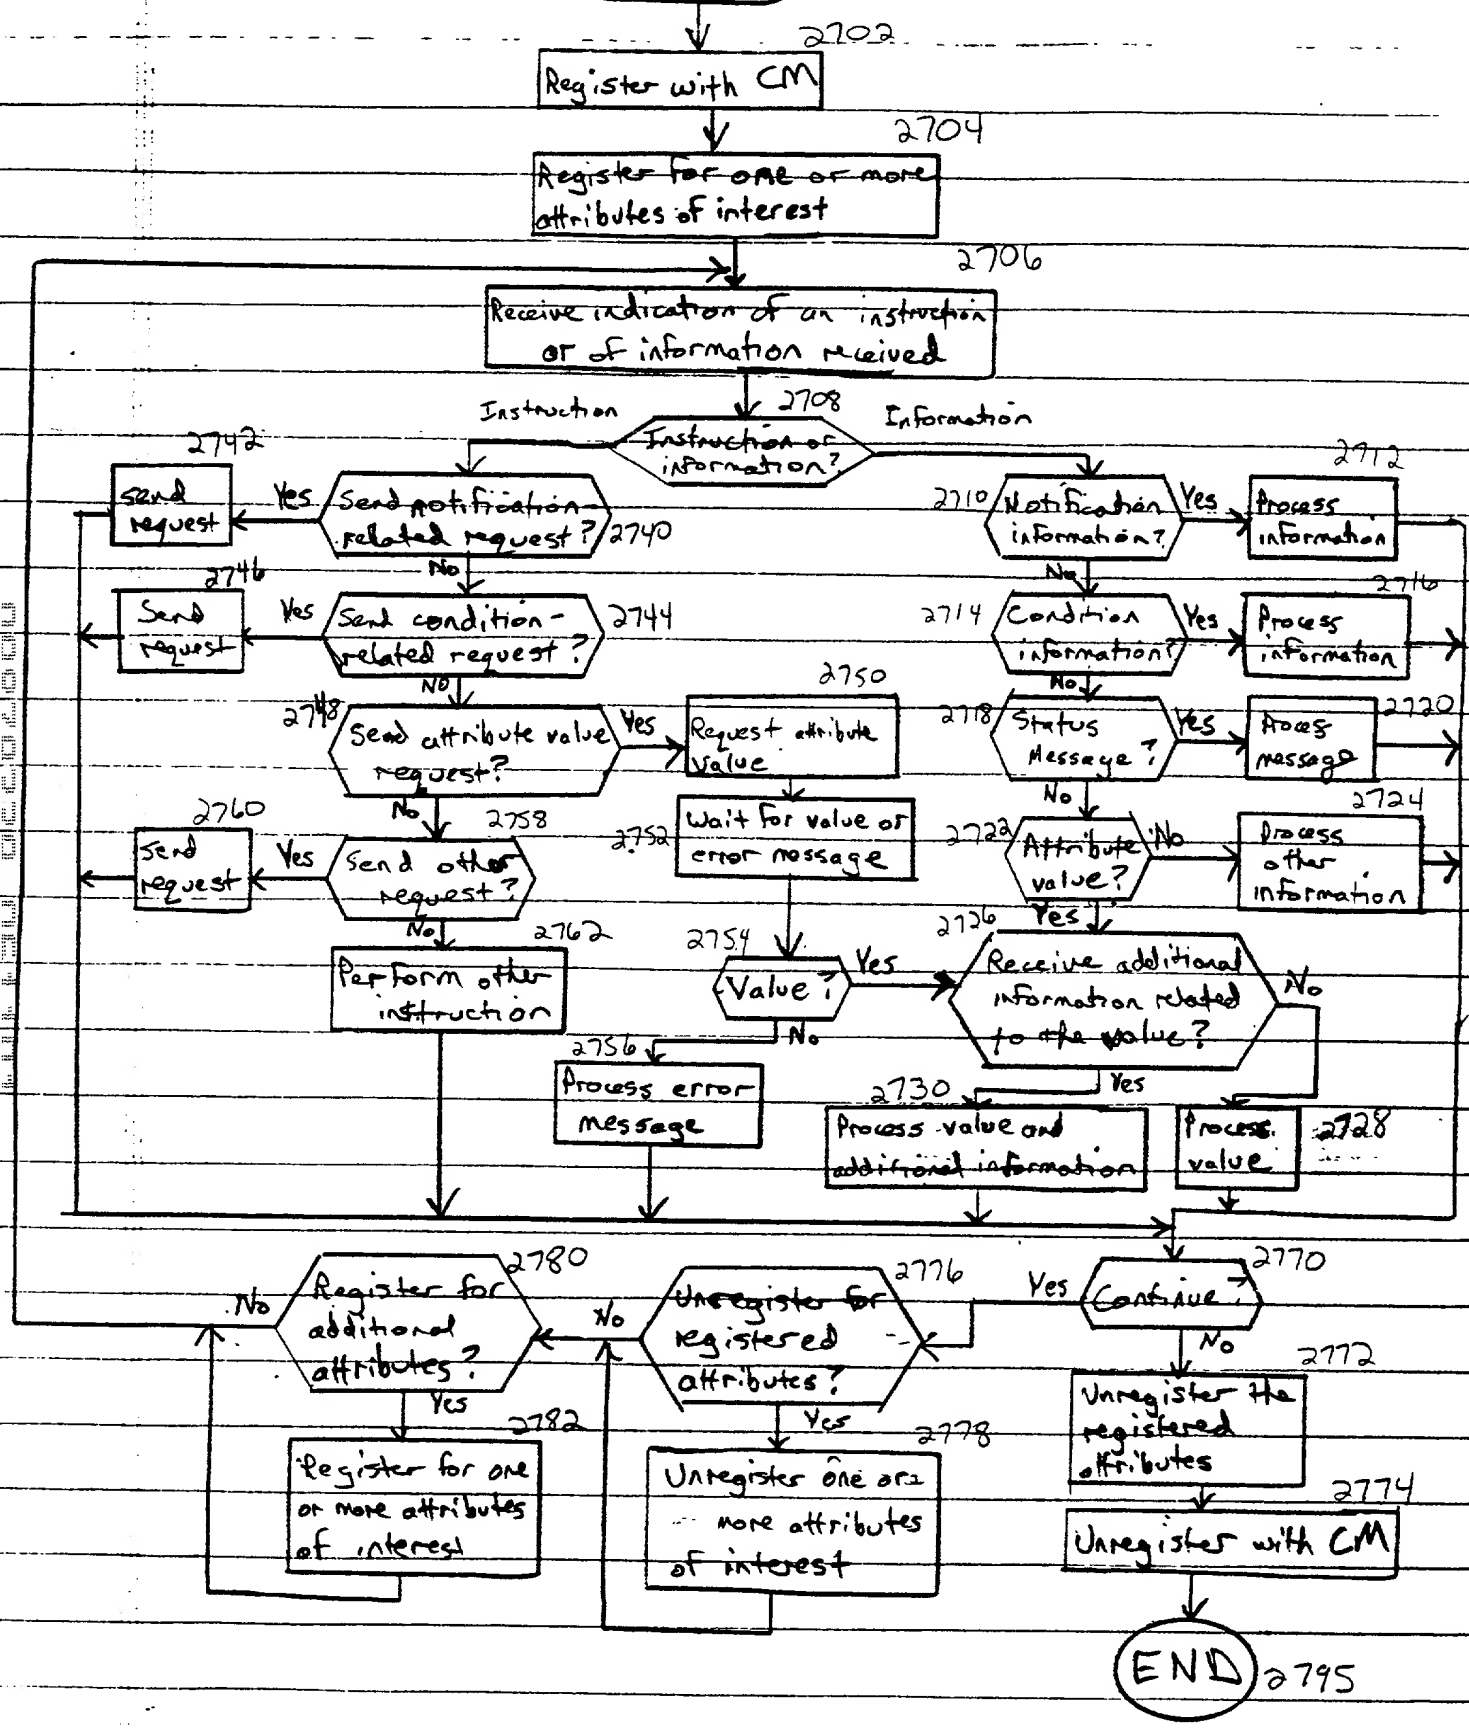 2702
Register with CM
2704
Register for one or more
attributes of interest
2706
Receive indication of an instruction
or of information received
2708
Instruction
Information
Instruction or
information?
2742
Send
request
Yes
Send notification-
related request?
2740
No
2710
Notification
information?
Yes
2712
Process
information
No
2746
Send
request
Yes
Send condition-
related request?
2744
No
2714
Condition
information?
Yes
2716
Process
information
No
2748
Send attribute value
request?
Yes
No
2750
Request attribute
value
2718
Status
Message?
Yes
2720
Process
message
No
2752
Wait for value or
error message
2760
Send
request
Yes
2758
Send other
request?
No
2722
Attribute
value?
No
2724
Process
other
information
Yes
2762
Perform other
instruction
2754
Value?
Yes
No
2726
Receive additional
information related
to the value?
No
Yes
2756
Process error
message
2730
Process value and
additional information
Process
value
2728
2780
Register for
additional
attributes?
No
Yes
2776
Unregister for
registered
attributes?
No
Yes
2770
Continue?
Yes
No
2772
Unregister the
registered
attributes
2782
Register for one
or more attributes
of interest
2778
Unregister one or
more attributes
of interest
2774
Unregister with CM
END
2795